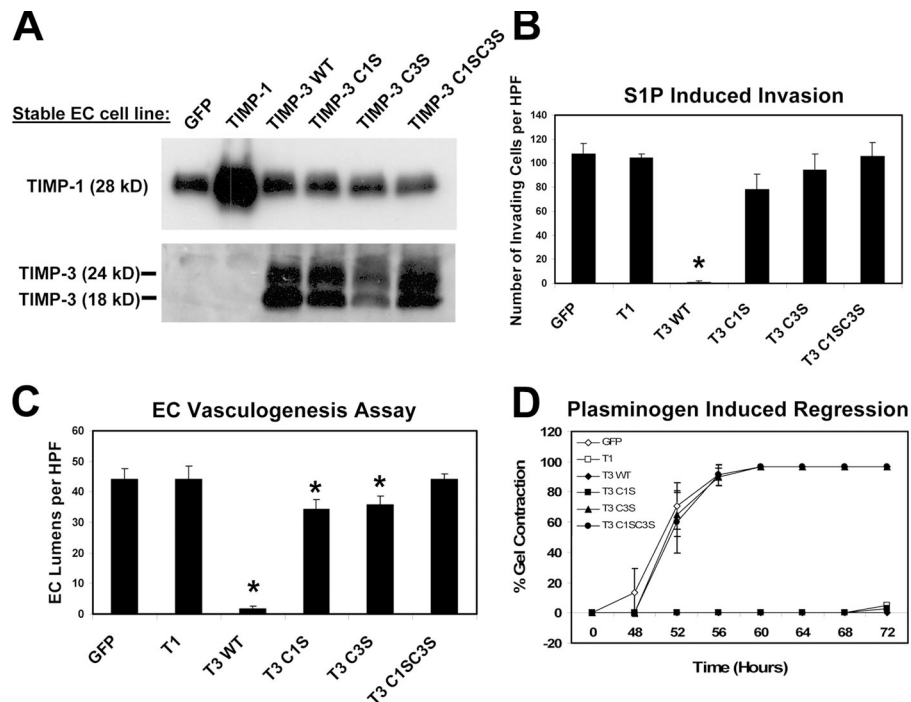 A
Stable EC cell line:
GFP
TIMP-1
TIMP-3 WT
TIMP-3 C1S
TIMP-3 C3S
TIMP-3 C1SC3S
TIMP-1 (28 kD)
TIMP-3 (24 kD)
TIMP-3 (18 kD)
B
S1P Induced Invasion
Number of Invading Cells per HPF
140
120
100
80
60
40
20
0
*
GFP
T1
T3 WT
T3 C1S
T3 C3S
T3 C1SC3S
C
EC Vasculogenesis Assay
EC Lumens per HPF
60
50
40
30
20
10
0
*
*
*
GFP
T1
T3 WT
T3 C1S
T3 C3S
T3 C1SC3S
D
Plasminogen Induced Regression
% Gel Contraction
120
100
80
60
40
20
0
-20
GFP
T1
T3 WT
T3 C1S
T3 C3S
T3 C1SC3S
0 48 52 56 60 64 68 72
Time (Hours)